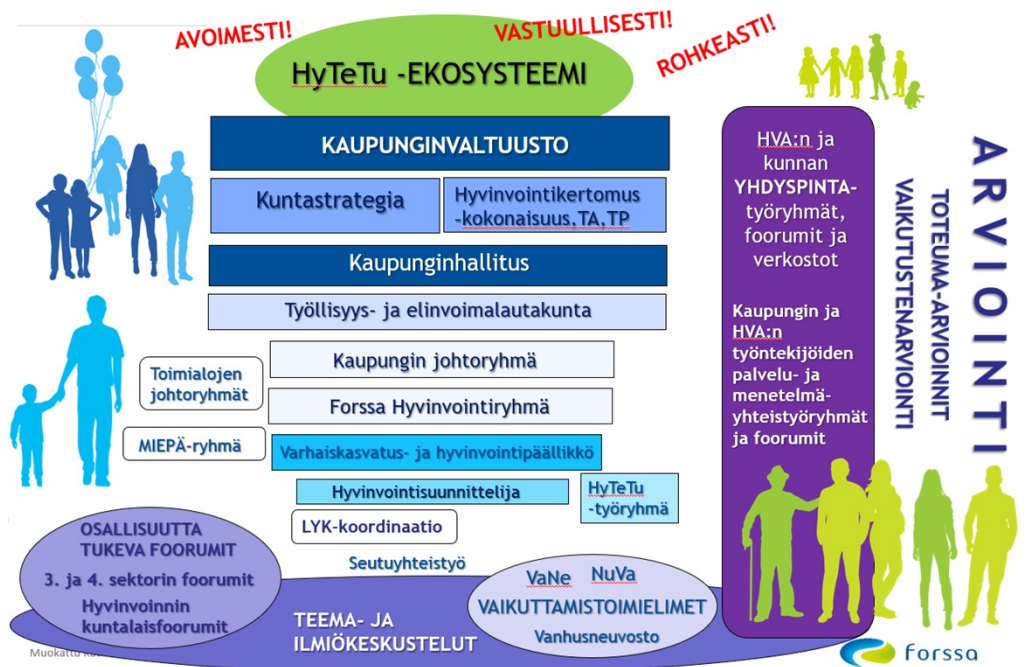 AVOIMESTI!
VASTUULLISESTI!
ROHKEASTI!
HyTeTu -EKOSYSTEEMI
KAUPUNGINVALTUUSTO
Kuntastrategia
Hyvinvointikertomus
-kokonaisuus,TA,TP
Kaupunginhallitus
Työllisyys- ja elinvoimalautakunta
Kaupungin johtoryhmä
Toimialojen
johtoryhmät
Forssa Hyvinvointiryhmä
MIEPÄ-ryhmä
Varhaiskasvatus- ja hyvinvointipäällikkö
Hyvinvointisuunnittelija
HyTeTu
-työryhmä
LYK-koordinaatio
Seutuyhteistyö
OSALLISUUTTA
TUKEVA FOORUMIT
3. ja 4. sektorin foorumit
Hyvinvoinnin
kuntalaisfoorumit
TEEMA- JA
ILMIÖKESKUSTELUT
VaNe NuVa
VAIKUTTAMISTOIMIELIMET
Vanhusneuvosto
HVA:n ja
kunnan
YHDYSPINTA-
työryhmät,
foorumit ja
verkostot
Kaupungin ja
HVA:n
työntekijöiden
palvelu- ja
menetelmä-
yhteistyöryhmät
ja foorumit
ARVIOINTI
TOTEUMA-ARVIOINNIT
VAIKUTUSTENARVIOINTI
Muokattu
Forssa